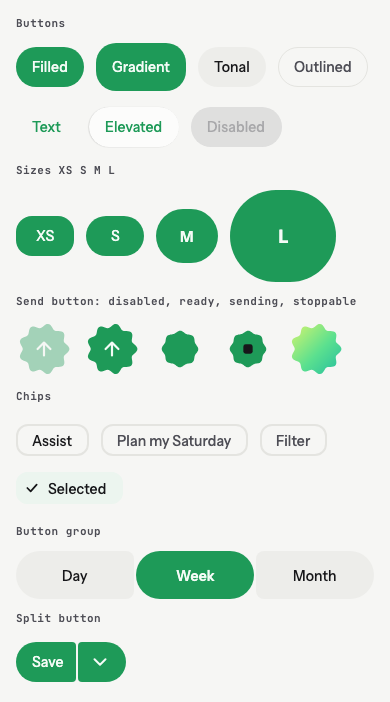 Buttons
Filled Gradient Tonal Outlined
Text Elevated Disabled
Sizes XS S M L
XS S M L
Send button: disabled, ready, sending, stoppable
Chips
Assist Plan my Saturday Filter
Selected
Button group
Day Week Month
Split button
Save